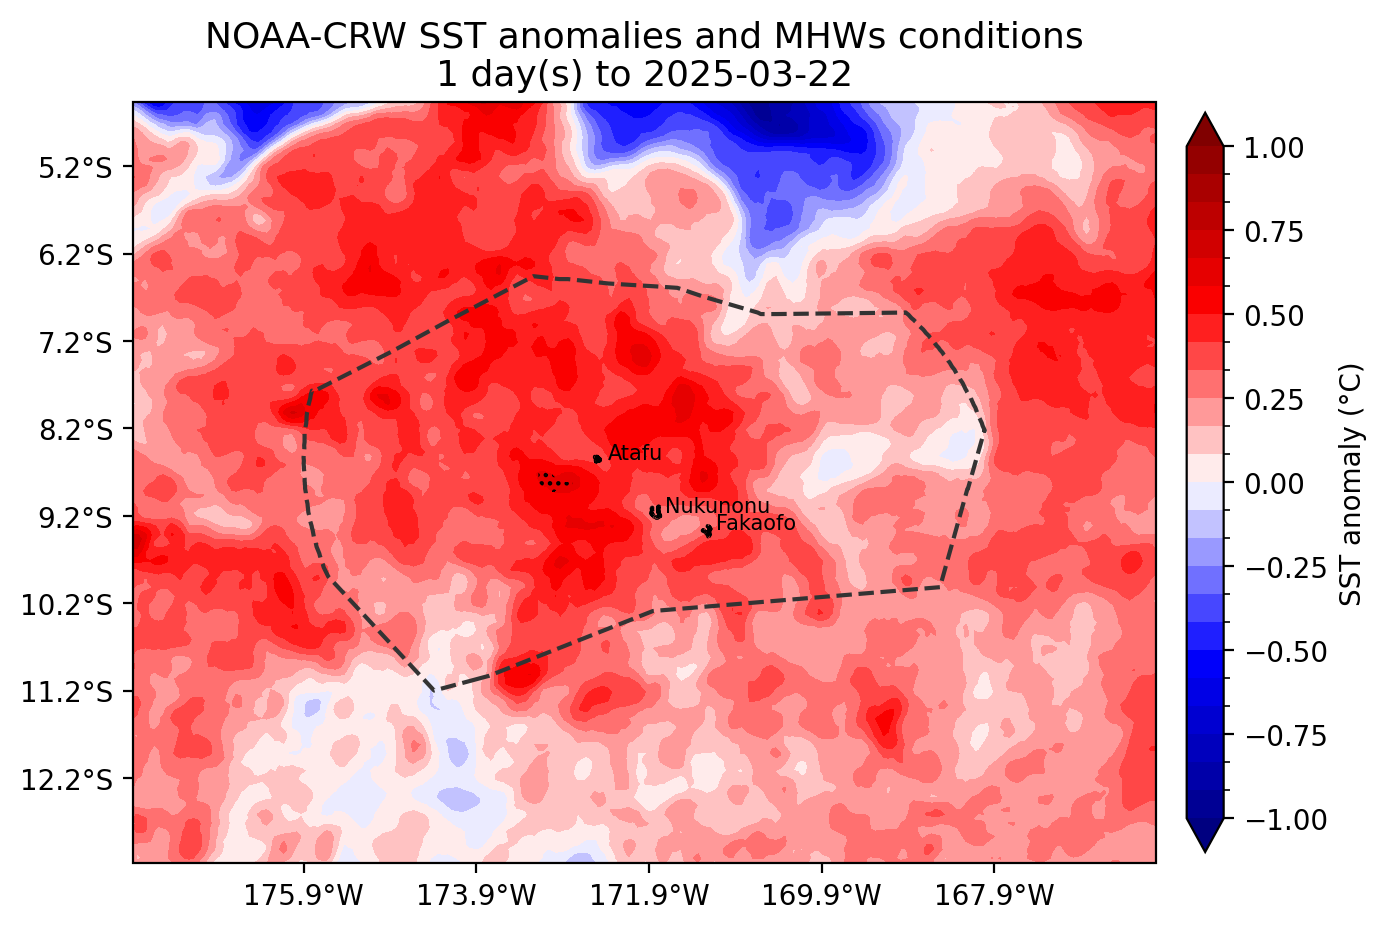 NOAA-CRW SST anomalies and MHWs conditions
1 day(s) to 2025-03-22
5.2°S
6.2°S
7.2°S
8.2°S
9.2°S
10.2°S
11.2°S
12.2°S
Atafu
Nukunonu
Fakaofo
175.9°W
173.9°W
171.9°W
169.9°W
167.9°W
1.00
0.75
0.50
0.25
0.00
−0.25
−0.50
−0.75
−1.00
SST anomaly (°C)